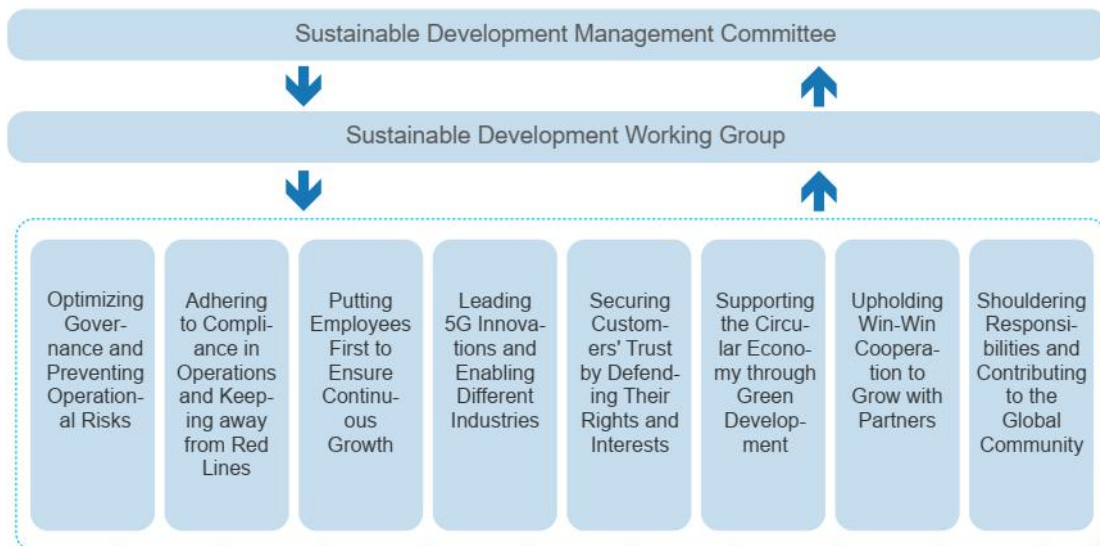 Sustainable Development Management Committee
Sustainable Development Working Group
Optimizing
Gover-
nance and
Preventing
Operation-
al Risks
Adhering
to Compli-
ance in
Operations
and Keep-
ing away
from Red
Lines
Putting
Employees
First to
Ensure
Continu-
ous
Growth
Leading
5G Innova-
tions and
Enabling
Different
Industries
Securing
Custom-
ers' Trust
by Defend-
ing Their
Rights and
Interests
Supporting
the Circu-
lar Econo-
my through
Green
Develop-
ment
Upholding
Win-Win
Coopera-
tion to
Grow with
Partners
Shouldering
Responsi-
bilities and
Contributing
to the
Global
Community